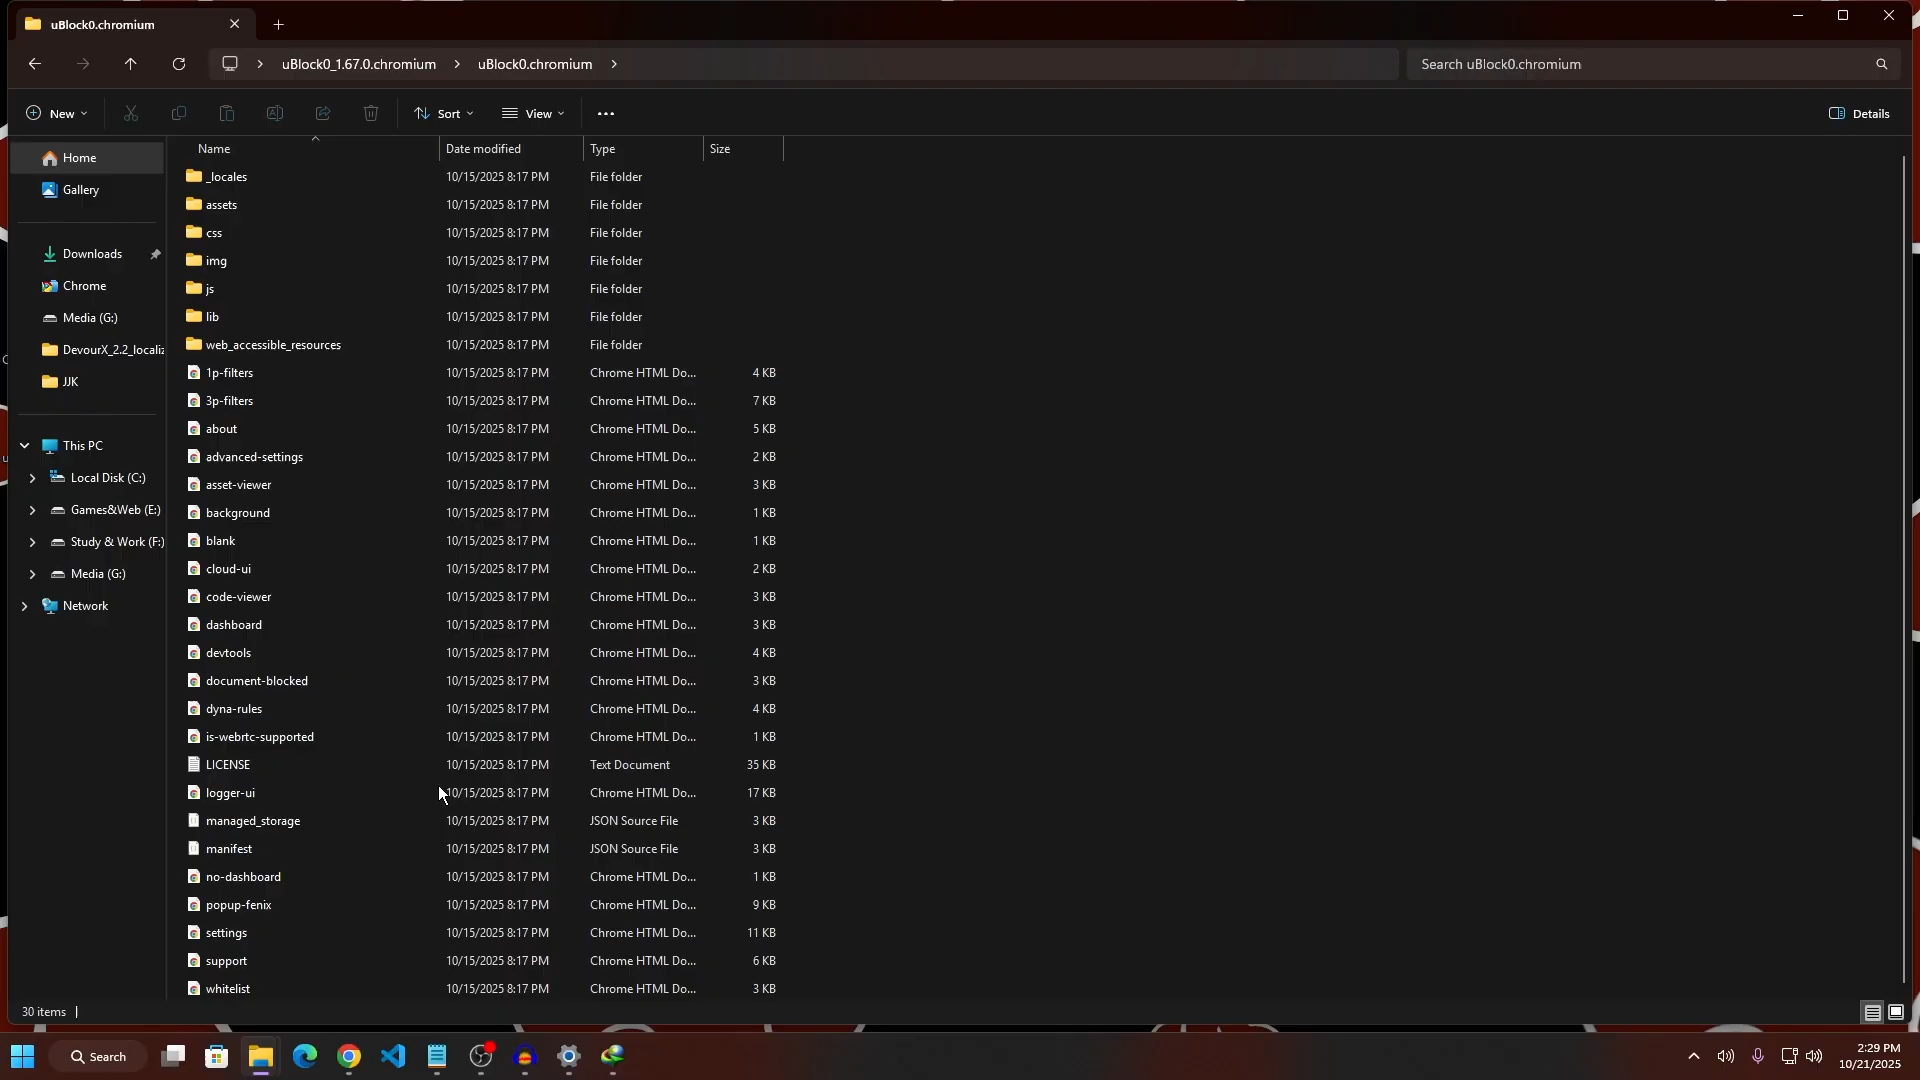 uBlock0.chromium
uBlock0_1.67.0.chromium uBlock0.chromium Search uBlock0.chromium
New Sort View Details
Name Date modified Type Size
Home
Gallery
Downloads
Chrome
Media (G:)
DevourX_2.2_localiz
JJK
This PC
Local Disk (C:)
Games&Web (E:)
Study & Work (F:)
Media (G:)
Network
_locales 10/15/2025 8:17 PM File folder
assets 10/15/2025 8:17 PM File folder
css 10/15/2025 8:17 PM File folder
img 10/15/2025 8:17 PM File folder
js 10/15/2025 8:17 PM File folder
lib 10/15/2025 8:17 PM File folder
web_accessible_resources 10/15/2025 8:17 PM File folder
1p-filters 10/15/2025 8:17 PM Chrome HTML Do... 4 KB
3p-filters 10/15/2025 8:17 PM Chrome HTML Do... 7 KB
about 10/15/2025 8:17 PM Chrome HTML Do... 5 KB
advanced-settings 10/15/2025 8:17 PM Chrome HTML Do... 2 KB
asset-viewer 10/15/2025 8:17 PM Chrome HTML Do... 3 KB
background 10/15/2025 8:17 PM Chrome HTML Do... 1 KB
blank 10/15/2025 8:17 PM Chrome HTML Do... 1 KB
cloud-ui 10/15/2025 8:17 PM Chrome HTML Do... 2 KB
code-viewer 10/15/2025 8:17 PM Chrome HTML Do... 3 KB
dashboard 10/15/2025 8:17 PM Chrome HTML Do... 3 KB
devtools 10/15/2025 8:17 PM Chrome HTML Do... 4 KB
document-blocked 10/15/2025 8:17 PM Chrome HTML Do... 3 KB
dyna-rules 10/15/2025 8:17 PM Chrome HTML Do... 4 KB
is-webrtc-supported 10/15/2025 8:17 PM Chrome HTML Do... 1 KB
LICENSE 10/15/2025 8:17 PM Text Document 35 KB
logger-ui 10/15/2025 8:17 PM Chrome HTML Do... 17 KB
managed_storage 10/15/2025 8:17 PM JSON Source File 3 KB
manifest 10/15/2025 8:17 PM JSON Source File 3 KB
no-dashboard 10/15/2025 8:17 PM Chrome HTML Do... 1 KB
popup-fenix 10/15/2025 8:17 PM Chrome HTML Do... 9 KB
settings 10/15/2025 8:17 PM Chrome HTML Do... 11 KB
support 10/15/2025 8:17 PM Chrome HTML Do... 6 KB
whitelist 10/15/2025 8:17 PM Chrome HTML Do... 3 KB
30 items
Search
2:29 PM
10/21/2025